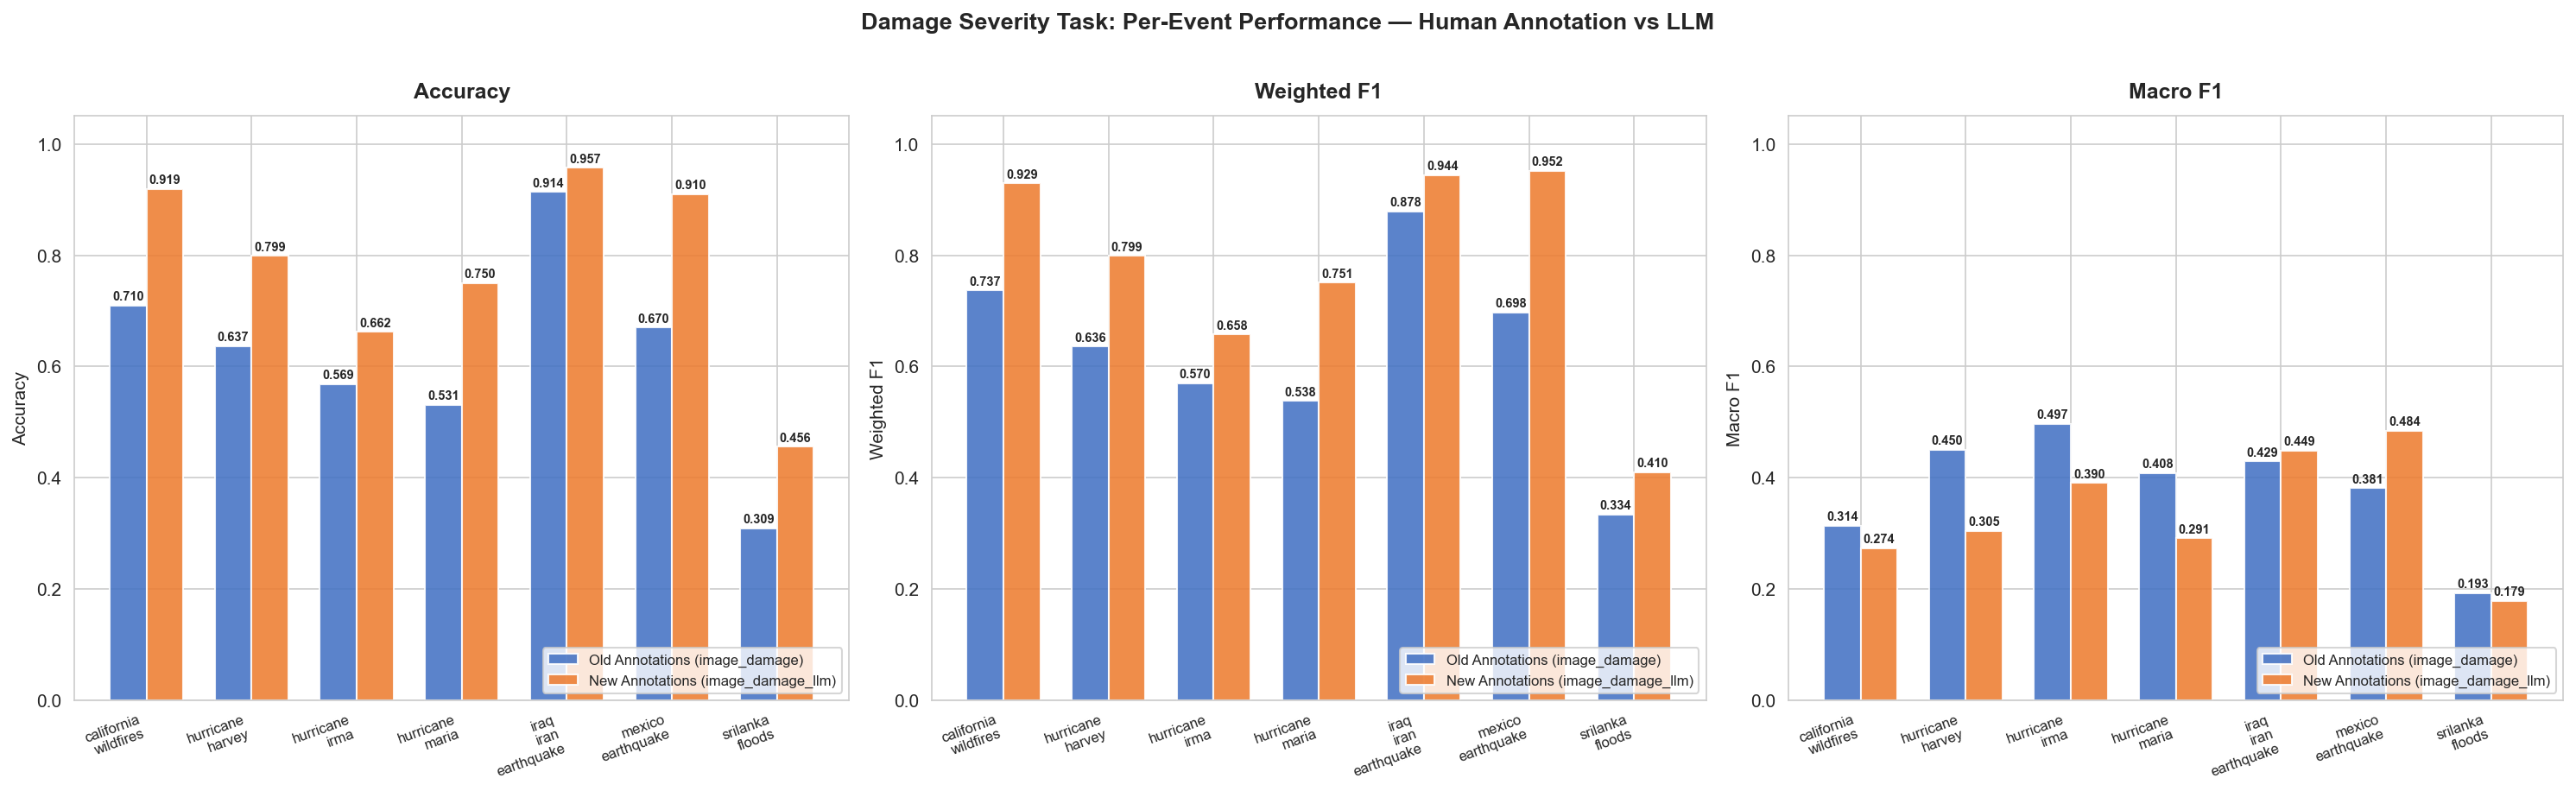 Damage Severity Task: Per-Event Performance — Human Annotation vs LLM
Accuracy
Accuracy
1.0
0.8
0.6
0.4
0.2
0.0
0.710
0.919
0.637
0.799
0.569
0.662
0.531
0.750
0.914
0.957
0.670
0.910
0.309
0.456
Old Annotations (image_damage)
New Annotations (image_damage_llm)
california
wildfires
hurricane
harvey
hurricane
irma
hurricane
maria
iraq
iran
earthquake
mexico
earthquake
srilanka
floods
Weighted F1
Weighted F1
1.0
0.8
0.6
0.4
0.2
0.0
0.737
0.929
0.636
0.799
0.570
0.658
0.538
0.751
0.878
0.944
0.698
0.952
0.334
0.410
Old Annotations (image_damage)
New Annotations (image_damage_llm)
california
wildfires
hurricane
harvey
hurricane
irma
hurricane
maria
iraq
iran
earthquake
mexico
earthquake
srilanka
floods
Macro F1
Macro F1
1.0
0.8
0.6
0.4
0.2
0.0
0.314
0.274
0.450
0.305
0.497
0.390
0.408
0.291
0.429
0.449
0.381
0.484
0.193
0.179
Old Annotations (image_damage)
New Annotations (image_damage_llm)
california
wildfires
hurricane
harvey
hurricane
irma
hurricane
maria
iraq
iran
earthquake
mexico
earthquake
srilanka
floods